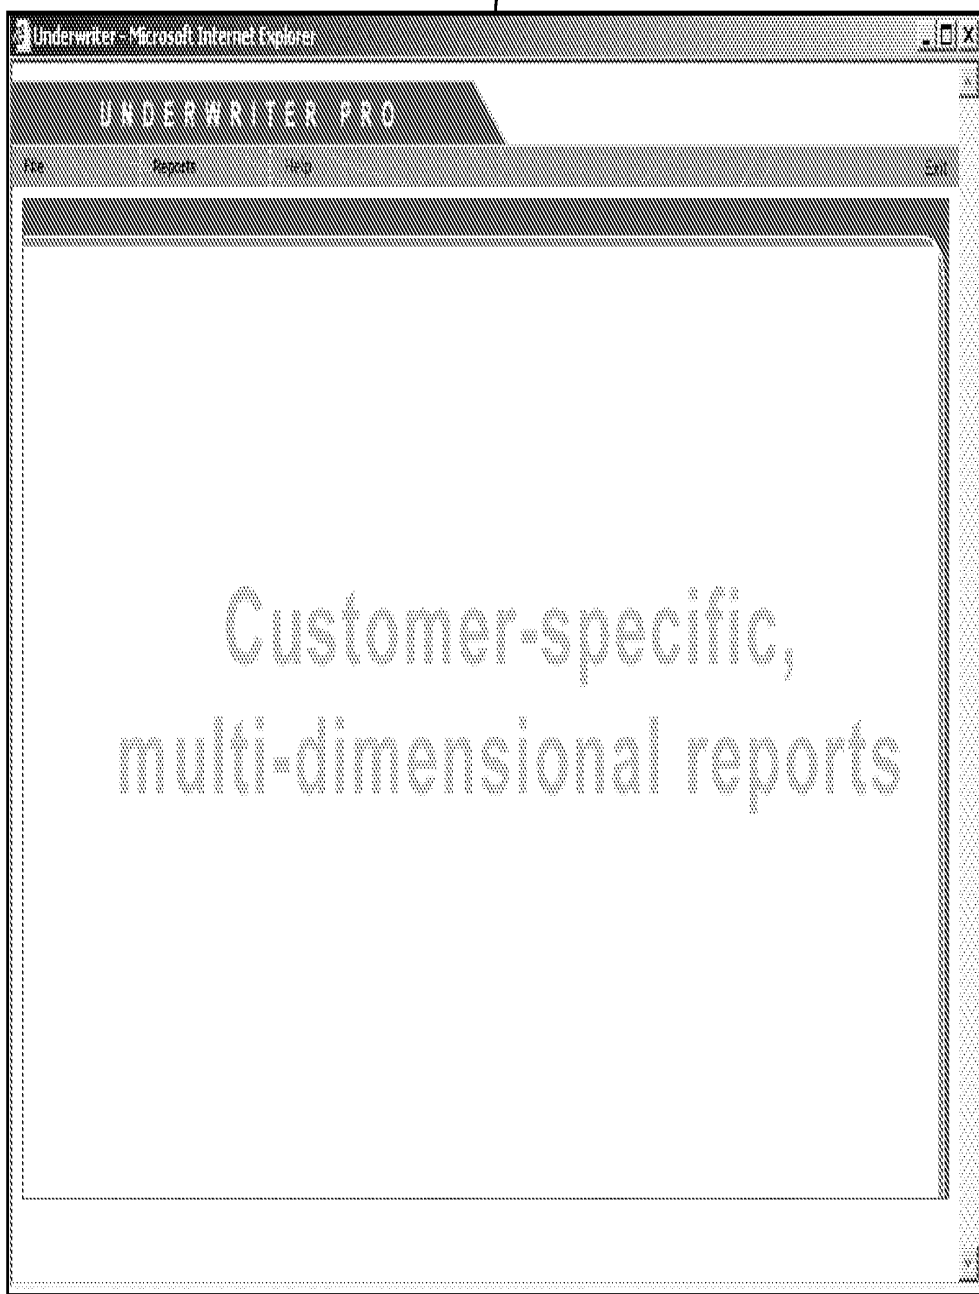 Underwriter - Microsoft Internet Explorer
UNDERWRITER PRO
File Reports Help Exit
Customer-specific,
multi-dimensional reports